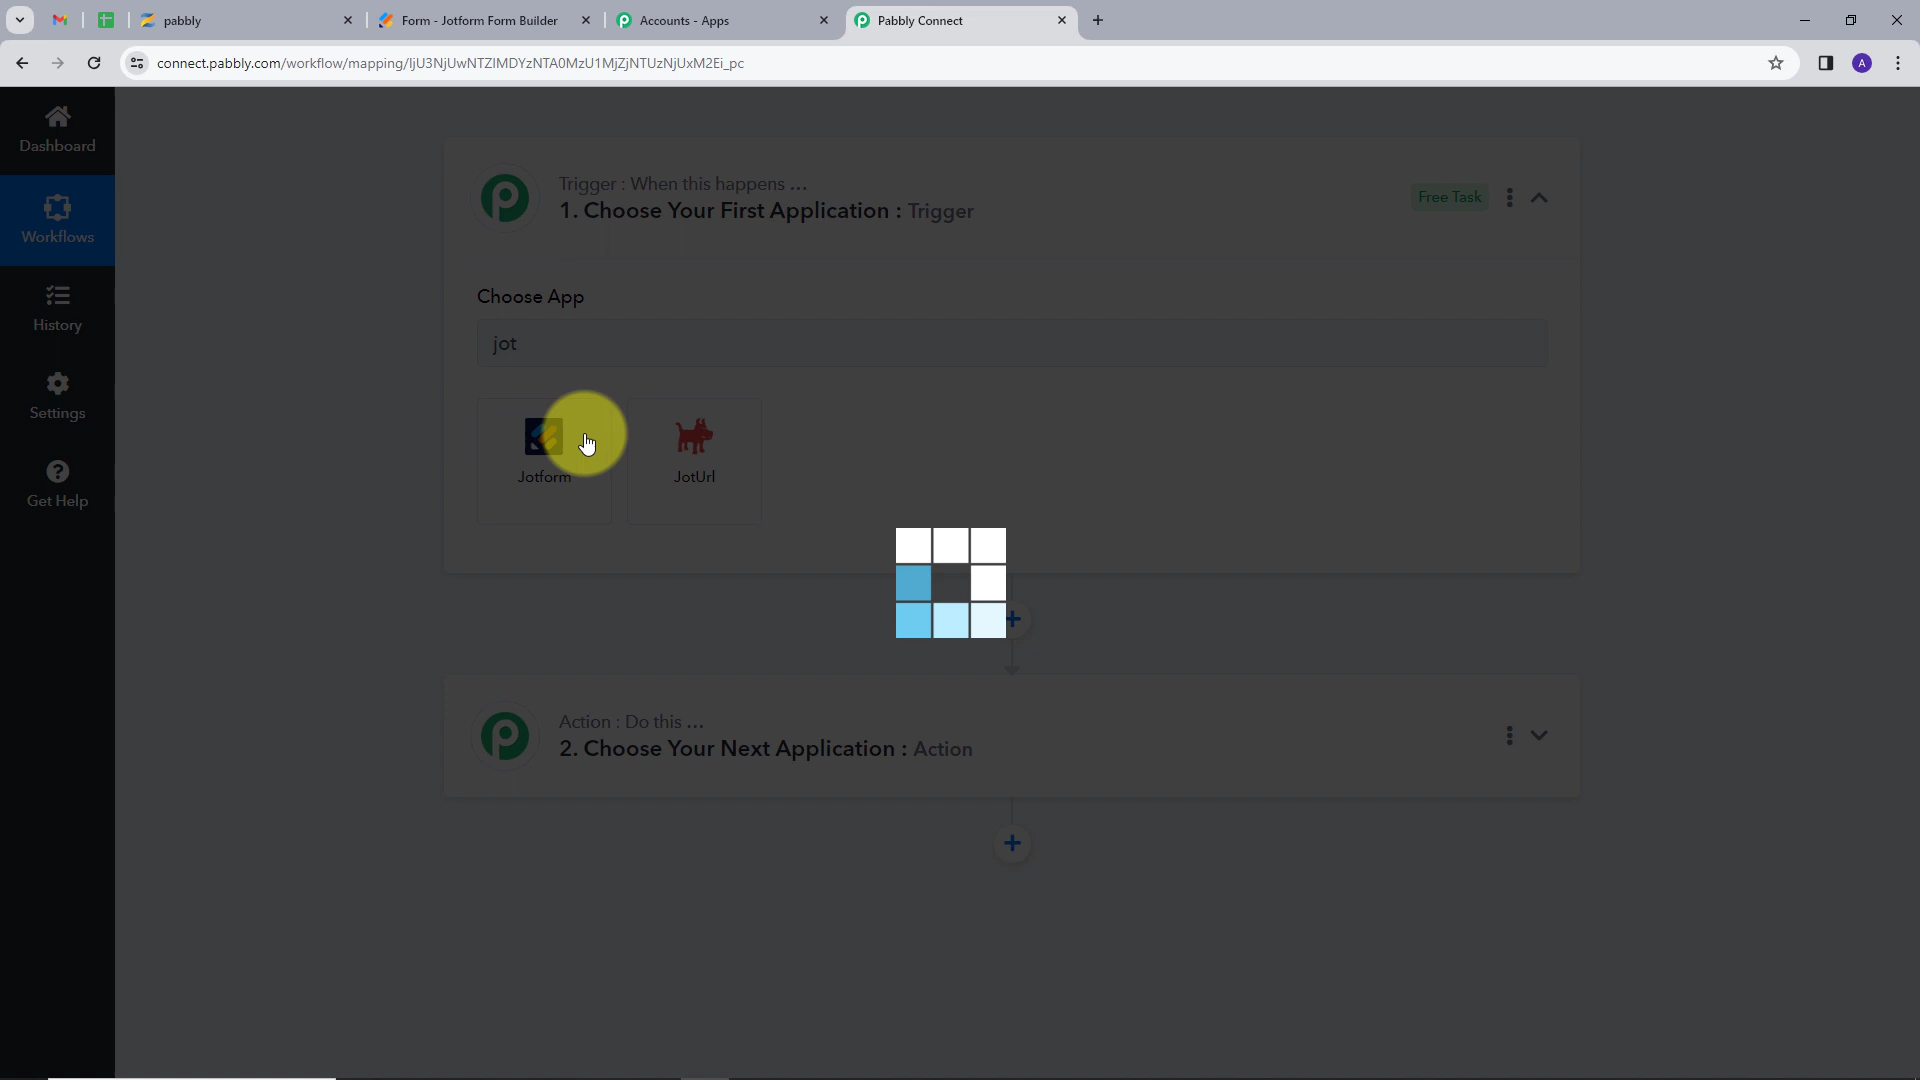 pabbly
Form - Jotform Form Builder
Accounts - Apps
Pabbly Connect
connect.pabbly.com/workflow/mapping/IjU3NjUwNTZlMDYzNTA0MzU1MjZjNTUzNjUxM2Ei_pc
A
Dashboard
Workflows
History
Settings
Get Help
Trigger : When this happens ...
1. Choose Your First Application : Trigger
Free Task
Choose App
jot
Jotform
JotUrl
Action : Do this ...
2. Choose Your Next Application : Action